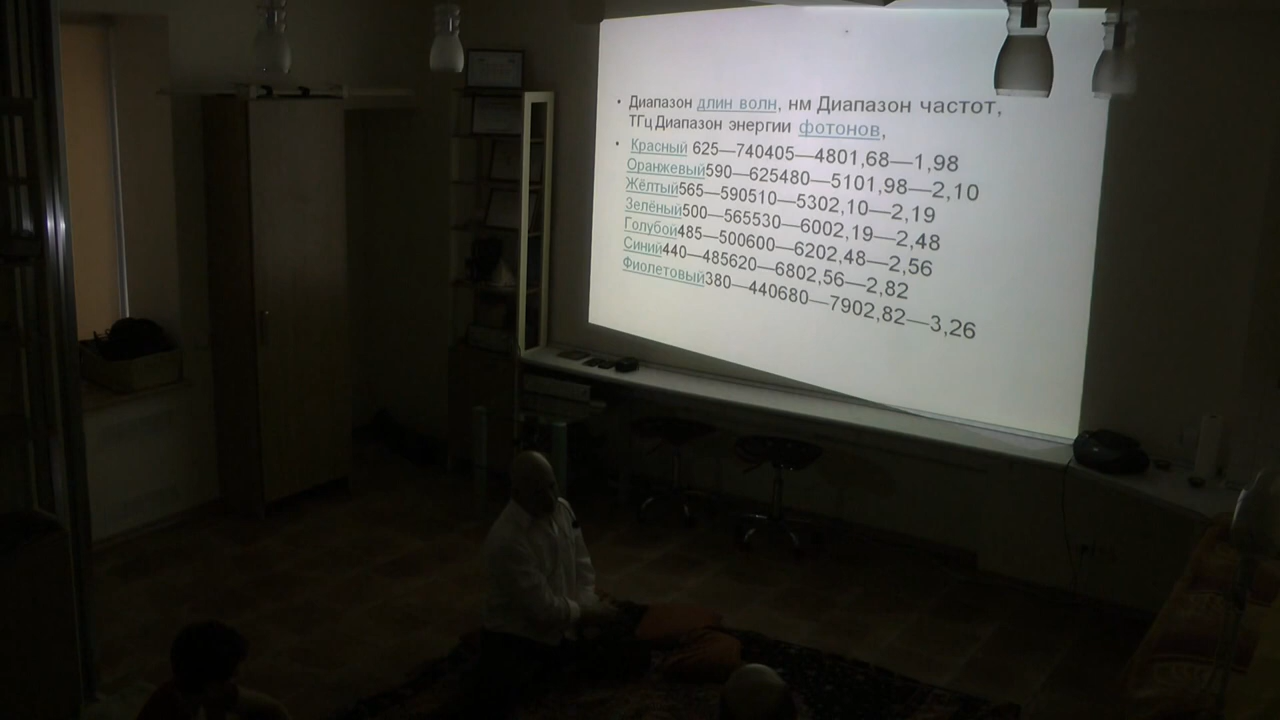 • Диапазон длин волн, нм Диапазон частот,
ТГц Диапазон энергии фотонов,
• Красный 625—740405—4801,68—1,98
Оранжевый590—625480—5101,98—2,10
Жёлтый565—590510—5302,10—2,19
Зелёный500—565530—6002,19—2,48
Голубой485—500600—6202,48—2,56
Синий440—485620—6802,56—2,82
Фиолетовый380—440680—7902,82—3,26